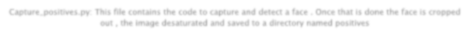 Capture_positives.py: This file contains the code to capture and detect a face . Once that is done the face is cropped
out , the image desaturated and saved to a directory named positives